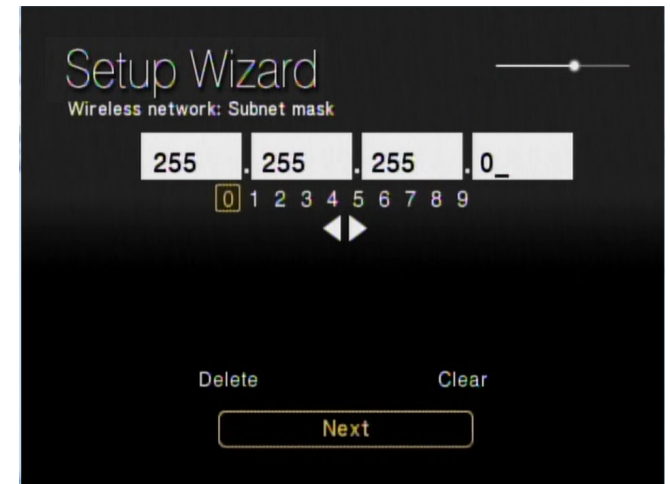 Setup Wizard
Wireless network: Subnet mask
255 . 255 . 255 . 0_
0 1 2 3 4 5 6 7 8 9
Delete Clear
Next